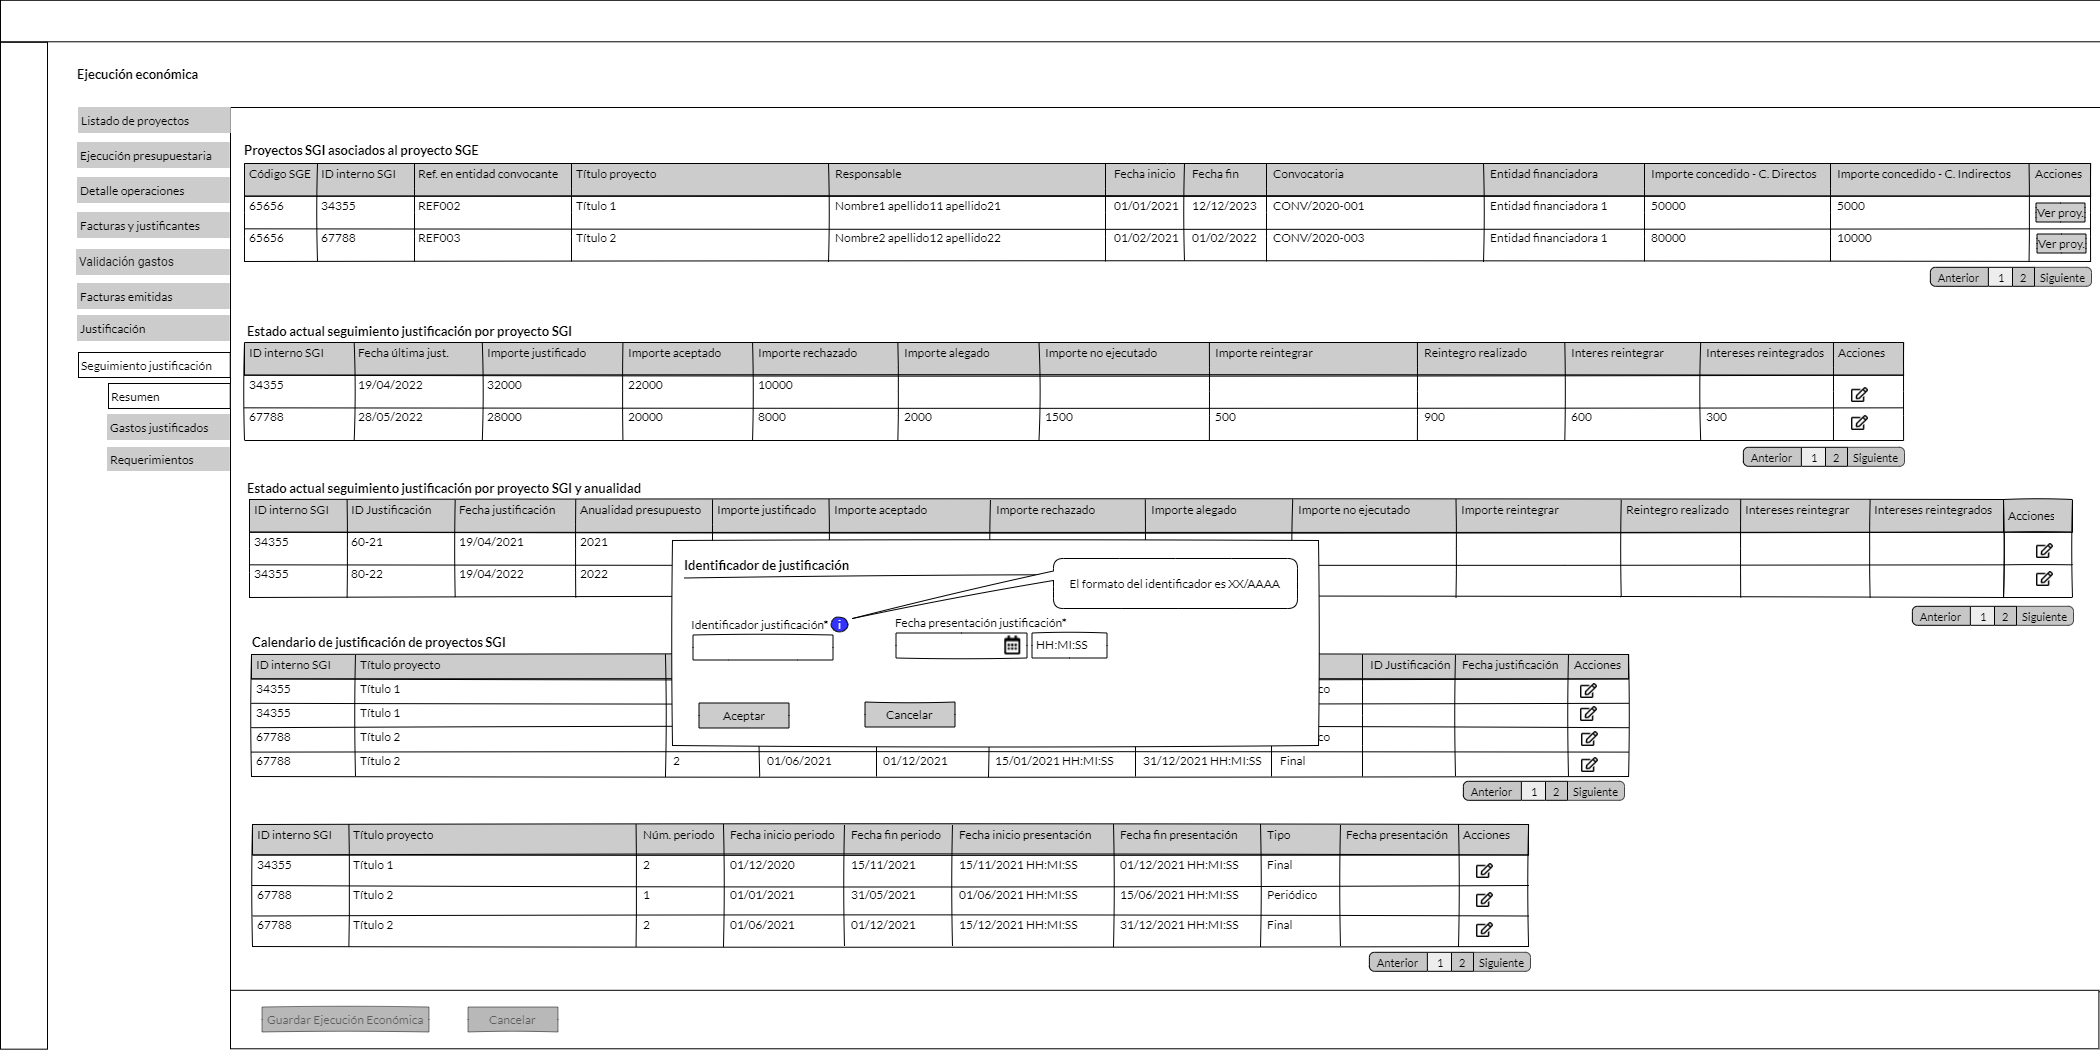 Ejecución económica
Listado de proyectos
Ejecución presupuestaria
Detalle operaciones
Facturas y justificantes
Validación gastos
Facturas emitidas
Justificación
Seguimiento justificación
Resumen
Gastos justificados
Requerimientos
Proyectos SGI asociados al proyecto SGE
Código SGE ID interno SGI Ref. en entidad convocante Título proyecto Responsable Fecha inicio Fecha fin Convocatoria Entidad financiadora Importe concedido - C. Directos Importe concedido - C. Indirectos Acciones
65656 34355 REF002 Título 1 Nombre1 apellido11 apellido21 01/01/2021 12/12/2023 CONV/2020-001 Entidad financiadora 1 50000 5000 Ver proy.
65656 67788 REF003 Título 2 Nombre2 apellido12 apellido22 01/02/2021 01/02/2022 CONV/2020-003 Entidad financiadora 1 80000 10000 Ver proy.
Anterior 1 2 Siguiente
Estado actual seguimiento justificación por proyecto SGI
ID interno SGI Fecha última just. Importe justificado Importe aceptado Importe rechazado Importe alegado Importe no ejecutado Importe reintegrar Reintegro realizado Interes reintegrar Intereses reintegrados Acciones
34355 19/04/2022 32000 22000 10000
67788 28/05/2022 28000 20000 8000 2000 1500 500 900 600 300
Anterior 1 2 Siguiente
Estado actual seguimiento justificación por proyecto SGI y anualidad
ID interno SGI ID Justificación Fecha justificación Anualidad presupuesto Importe justificado Importe aceptado Importe rechazado Importe alegado Importe no ejecutado Importe reintegrar Reintegro realizado Intereses reintegrar Intereses reintegrados Acciones
34355 60-21 19/04/2021 2021
34355 80-22 19/04/2022 2022
Anterior 1 2 Siguiente
Identificador de justificación
El formato del identificador es XX/AAAA
Identificador justificación* i Fecha presentación justificación*
HH:MI:SS
Aceptar Cancelar
Calendario de justificación de proyectos SGI
ID interno SGI Título proyecto ID Justificación Fecha justificación Acciones
34355 Título 1 co
34355 Título 1
67788 Título 2 co
67788 Título 2 2 01/06/2021 01/12/2021 15/01/2021 HH:MI:SS 31/12/2021 HH:MI:SS Final
Anterior 1 2 Siguiente
ID interno SGI Título proyecto Núm. periodo Fecha inicio periodo Fecha fin periodo Fecha inicio presentación Fecha fin presentación Tipo Fecha presentación Acciones
34355 Título 1 2 01/12/2020 15/11/2021 15/11/2021 HH:MI:SS 01/12/2021 HH:MI:SS Final
67788 Título 2 1 01/01/2021 31/05/2021 01/06/2021 HH:MI:SS 15/06/2021 HH:MI:SS Periódico
67788 Título 2 2 01/06/2021 01/12/2021 15/12/2021 HH:MI:SS 31/12/2021 HH:MI:SS Final
Anterior 1 2 Siguiente
Guardar Ejecución Económica Cancelar